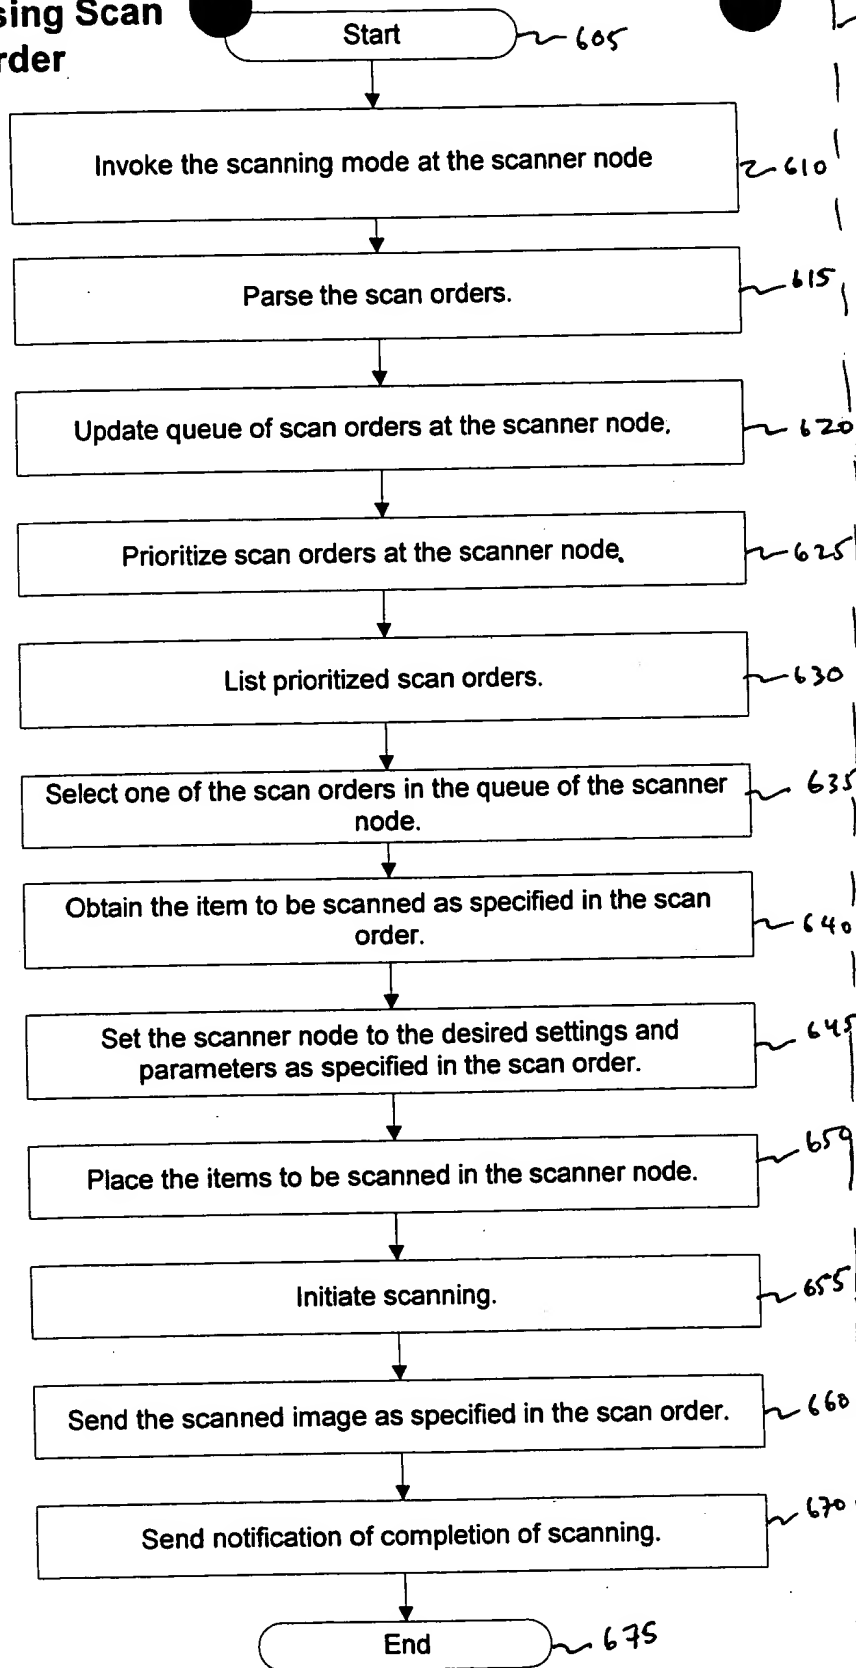 sing Scan
rder
Start
605
Invoke the scanning mode at the scanner node
610
Parse the scan orders.
615
Update queue of scan orders at the scanner node.
620
Prioritize scan orders at the scanner node.
625
List prioritized scan orders.
630
Select one of the scan orders in the queue of the scanner
node.
635
Obtain the item to be scanned as specified in the scan
order.
640
Set the scanner node to the desired settings and
parameters as specified in the scan order.
645
Place the items to be scanned in the scanner node.
650
Initiate scanning.
655
Send the scanned image as specified in the scan order.
660
Send notification of completion of scanning.
670
End
675